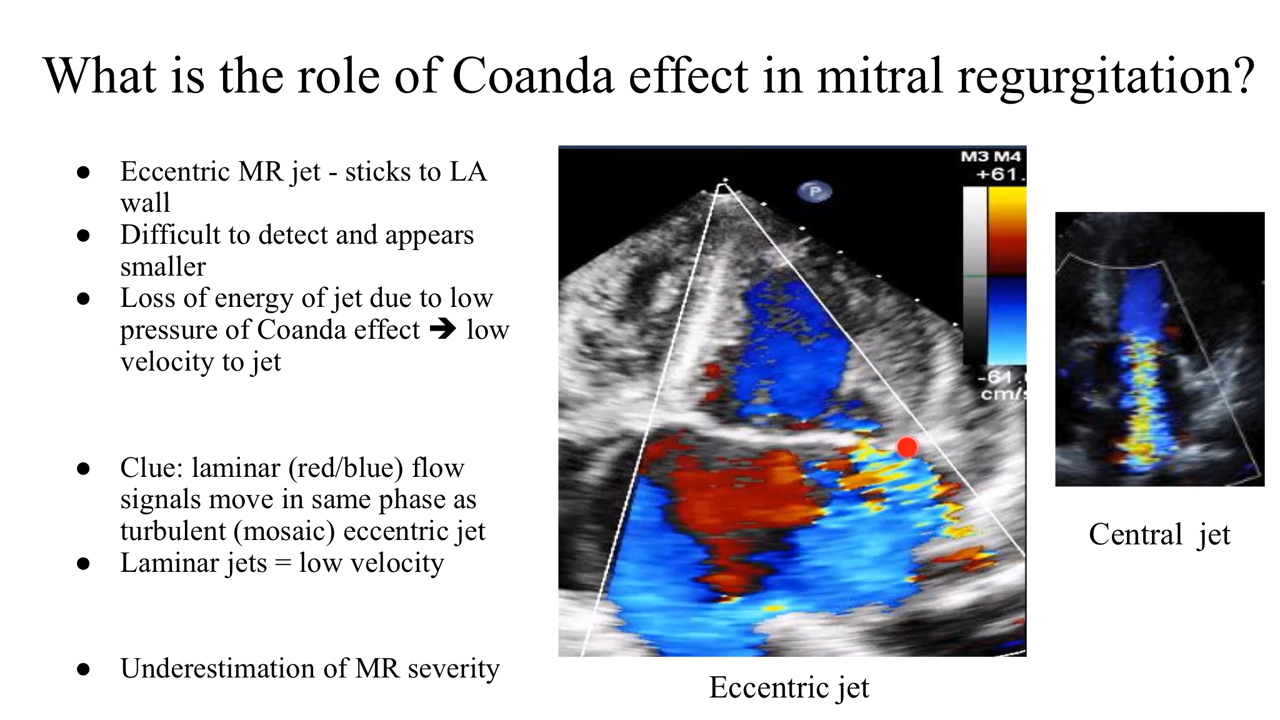 What is the role of Coanda effect in mitral regurgitation?
● Eccentric MR jet - sticks to LA
wall
● Difficult to detect and appears
smaller
● Loss of energy of jet due to low
pressure of Coanda effect ➔ low
velocity to jet
● Clue: laminar (red/blue) flow
signals move in same phase as
turbulent (mosaic) eccentric jet
● Laminar jets = low velocity
● Underestimation of MR severity
P
M3 M4
+61.
-61.
cm/s
Eccentric jet
Central jet